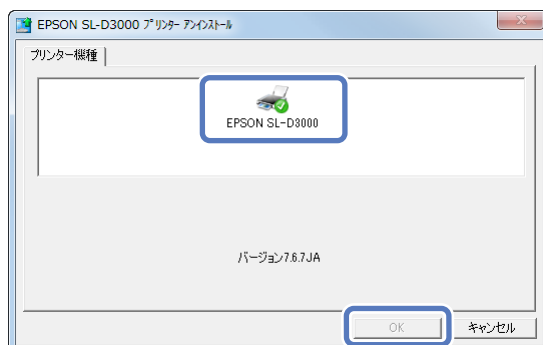 EPSON SL-D3000 ﾌﾟﾘﾝﾀｰ ｱﾝｲﾝｽﾄｰﾙ
プリンター機種
EPSON SL-D3000
バージョン7.6.7JA
OK キャンセル